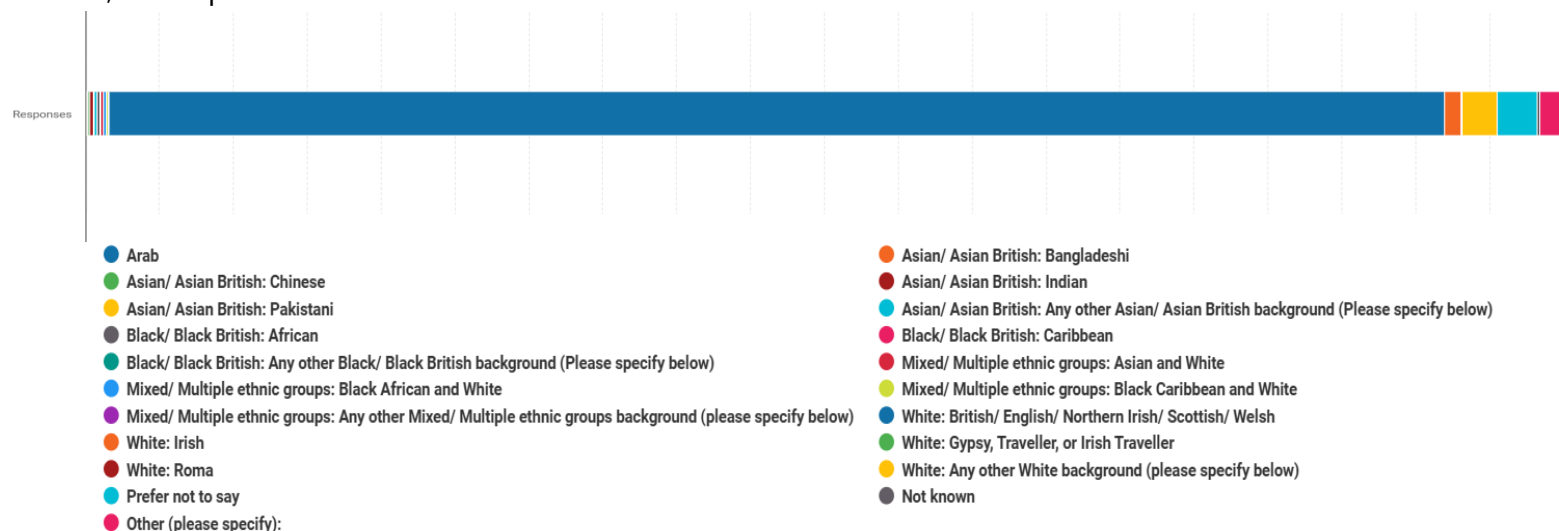 Responses
Arab
Asian/ Asian British: Bangladeshi
Asian/ Asian British: Chinese
Asian/ Asian British: Indian
Asian/ Asian British: Pakistani
Asian/ Asian British: Any other Asian/ Asian British background (Please specify below)
Black/ Black British: African
Black/ Black British: Caribbean
Black/ Black British: Any other Black/ Black British background (Please specify below)
Mixed/ Multiple ethnic groups: Asian and White
Mixed/ Multiple ethnic groups: Black African and White
Mixed/ Multiple ethnic groups: Black Caribbean and White
Mixed/ Multiple ethnic groups: Any other Mixed/ Multiple ethnic groups background (please specify below)
White: British/ English/ Northern Irish/ Scottish/ Welsh
White: Irish
White: Gypsy, Traveller, or Irish Traveller
White: Roma
White: Any other White background (please specify below)
Prefer not to say
Not known
Other (please specify):